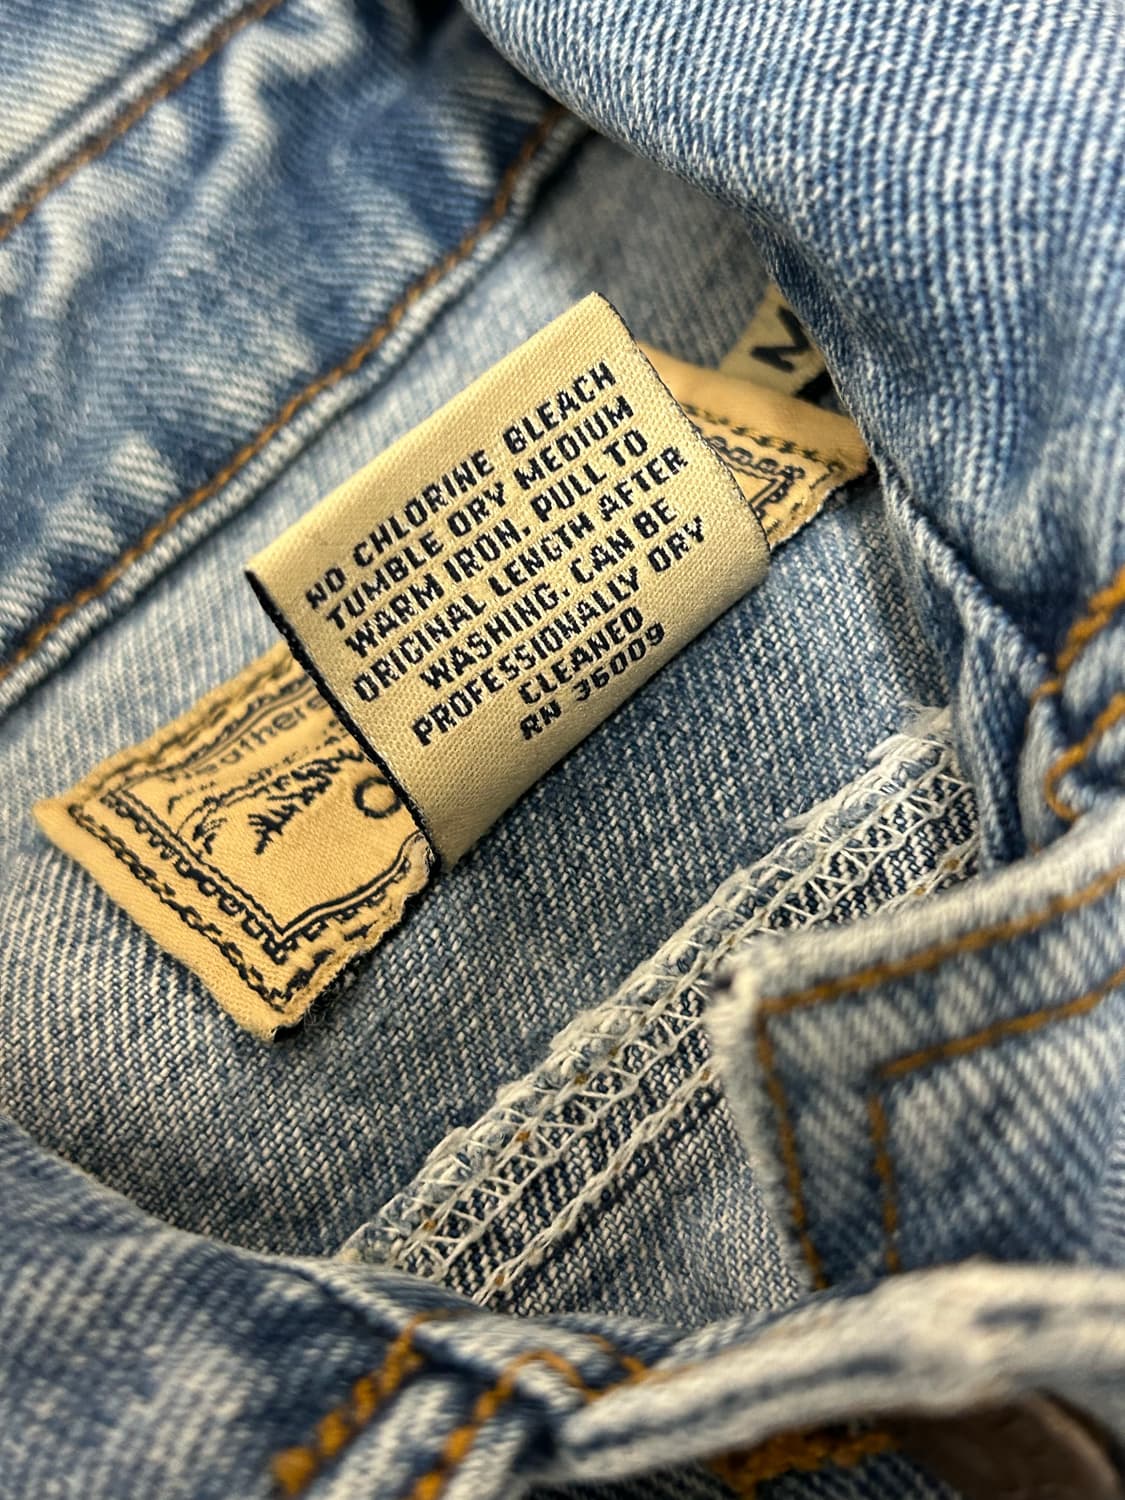 NO CHLORINE BLEACH
TUMBLE DRY MEDIUM
WARM IRON. PULL TO
ORIGINAL LENGTH AFTER
WASHING. CAN BE
PROFESSIONALLY DRY
CLEANED
RN 36009